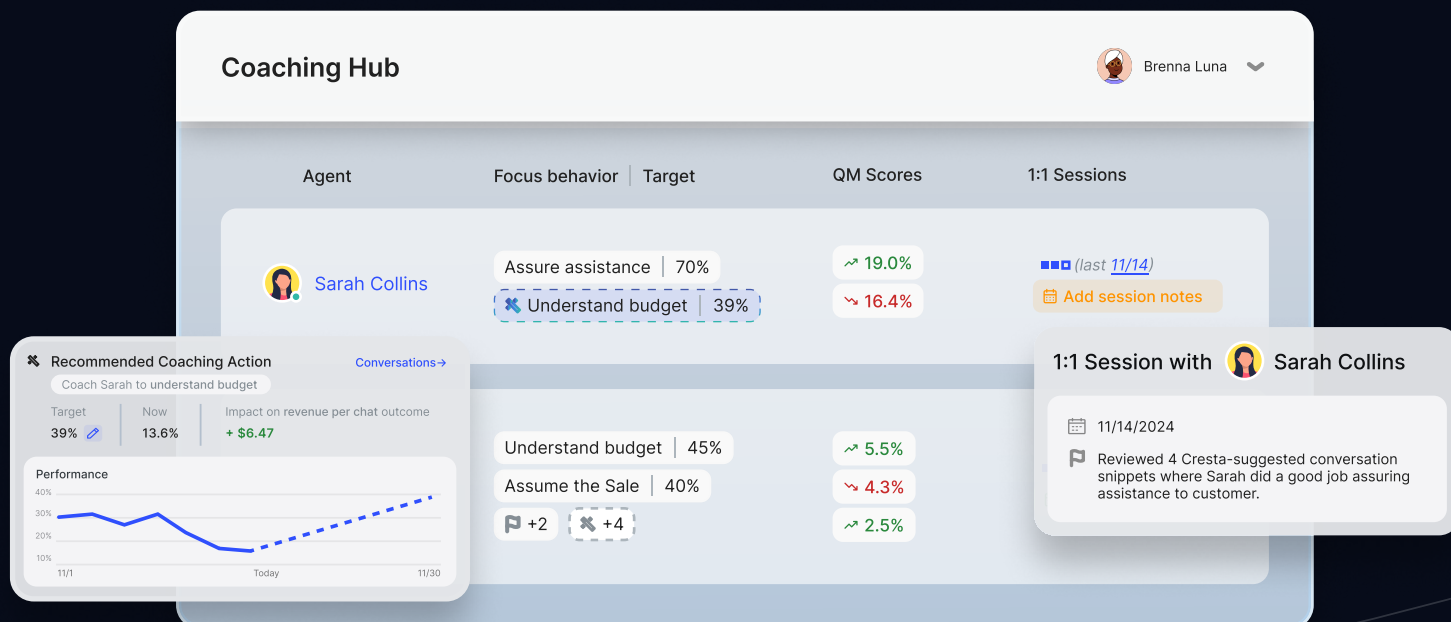 Coaching Hub
Brenna Luna
Agent
Focus behavior | Target
QM Scores
1:1 Sessions
Sarah Collins
Assure assistance | 70%
19.0%
(last 11/14)
Understand budget | 39%
16.4%
Add session notes
Recommended Coaching Action
Conversations→
Coach Sarah to understand budget
Target
Now
Impact on revenue per chat outcome
39%
13.6%
+ $6.47
Performance
40%
30%
20%
10%
11/1
Today
11/30
Understand budget | 45%
5.5%
Assume the Sale | 40%
4.3%
+2
+4
2.5%
1:1 Session with Sarah Collins
11/14/2024
Reviewed 4 Cresta-suggested conversation
snippets where Sarah did a good job assuring
assistance to customer.